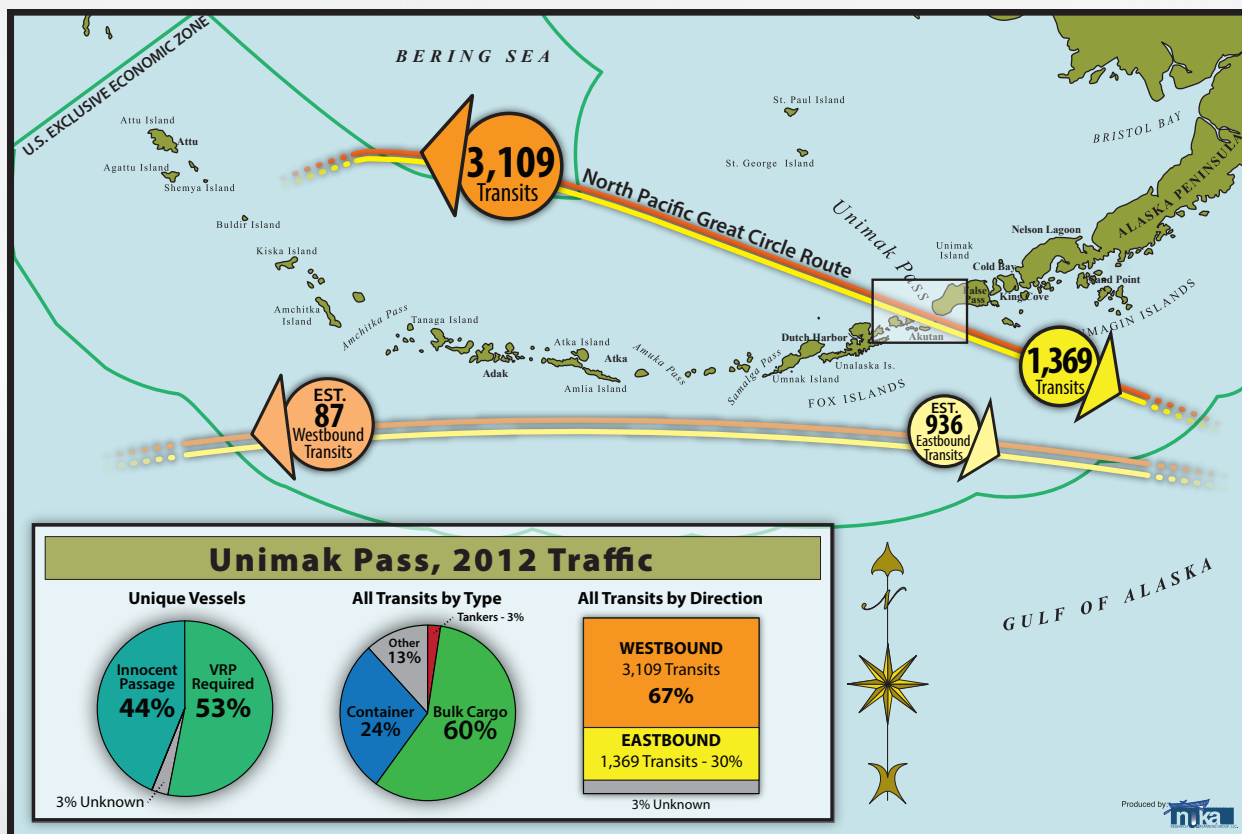 BERING SEA
U.S. EXCLUSIVE ECONOMIC ZONE
St. Paul Island
BRISTOL BAY
Attu Island
Attu
Agattu Island
Shemya Island
3,109
Transits
St. George Island
North Pacific Great Circle Route
Unimak Pass
ALASKA PENINSULA
Buldir Island
Nelson Lagoon
Unimak
Island
Kiska Island
Cold Bay
Sand Point
False
Pass
King Cove
Amchitka
Island
Amchitka Pass
Tanaga Island
UMAGIN ISLANDS
Dutch Harbor
Akutan
Atka Island
Atka
Amuka Pass
Samalga Pass
Adak
Amlia Island
Unalaska Is.
Umnak Island
FOX ISLANDS
1,369
Transits
EST.
87
Westbound
Transits
EST.
936
Eastbound
Transits
Unimak Pass, 2012 Traffic
Unique Vessels
Innocent
Passage
44%
VRP
Required
53%
3% Unknown
All Transits by Type
Tankers - 3%
Other
13%
Container
24%
Bulk Cargo
60%
All Transits by Direction
WESTBOUND
3,109 Transits
67%
EASTBOUND
1,369 Transits - 30%
3% Unknown
N
GULF OF ALASKA
Produced by:
nuka